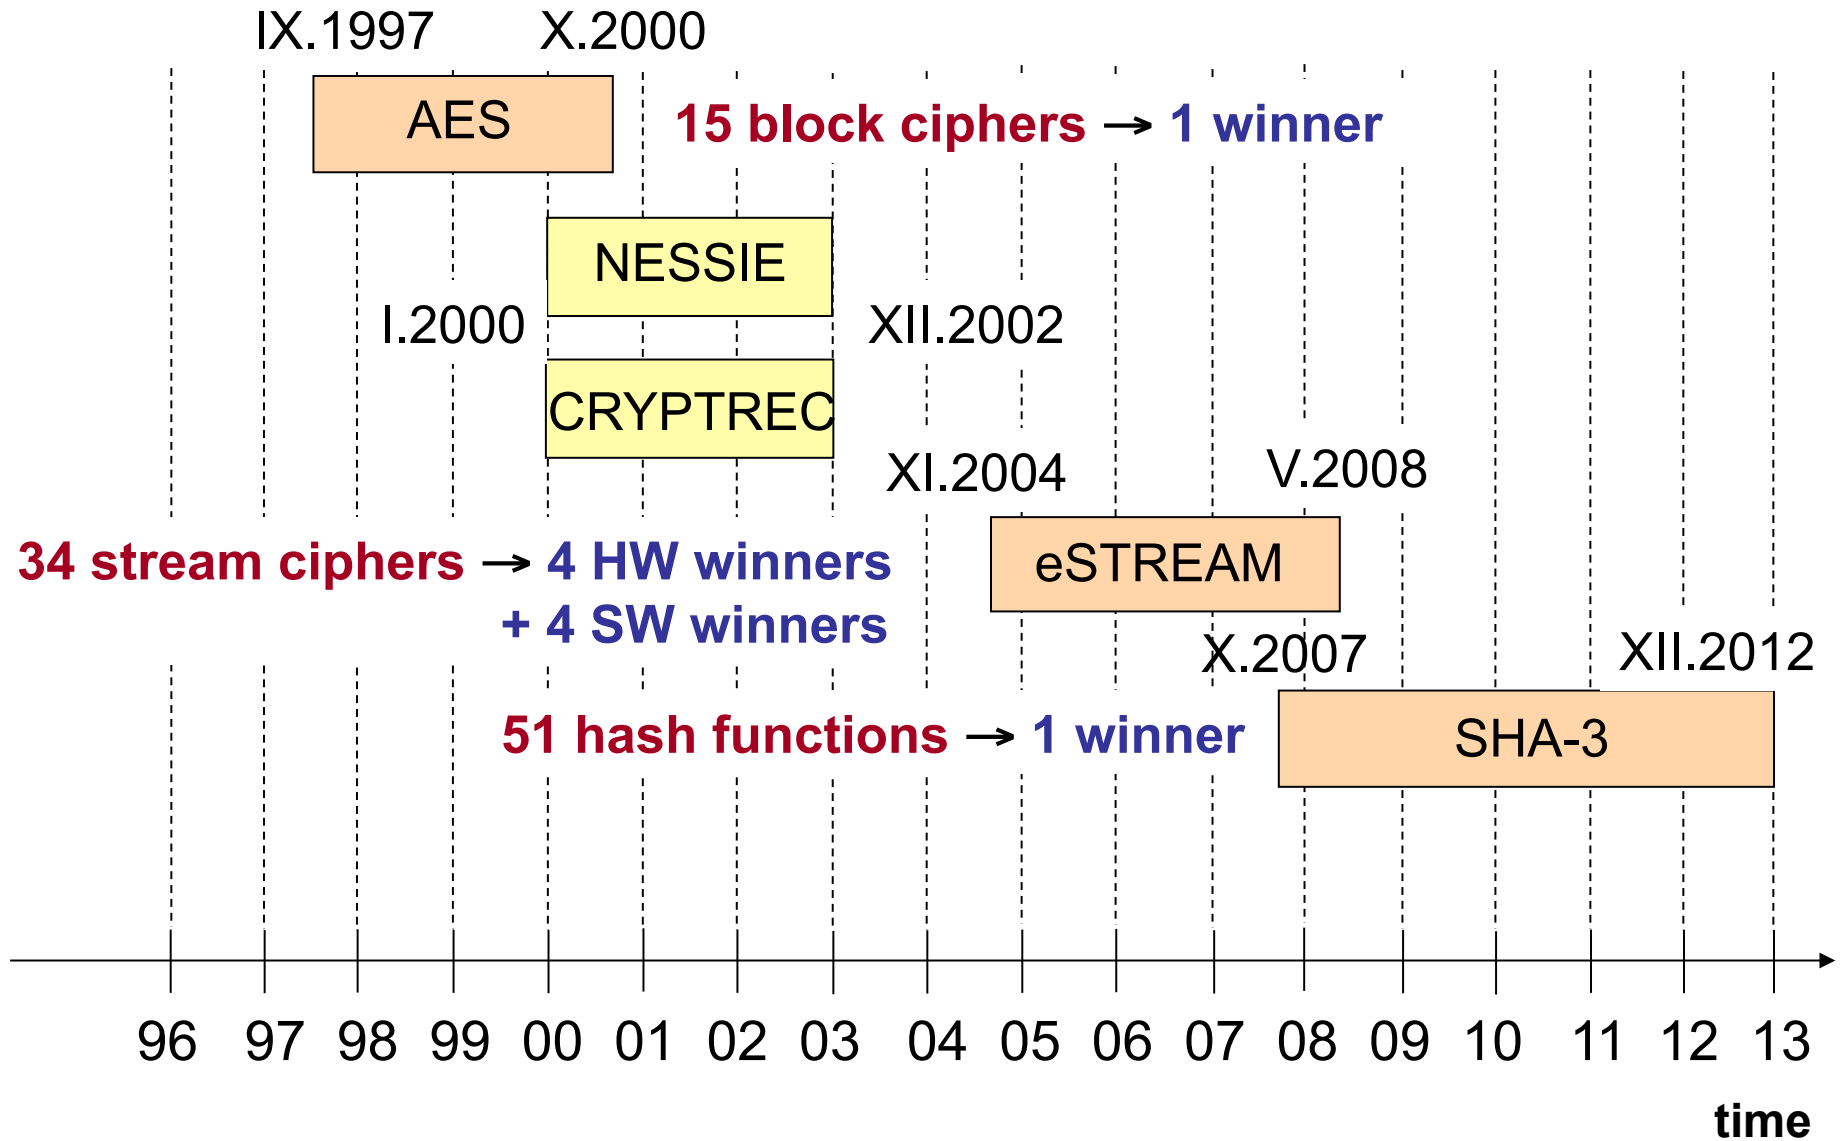 IX.1997 X.2000
AES
15 block ciphers → 1 winner
NESSIE
I.2000 XII.2002
CRYPTREC
XI.2004 V.2008
34 stream ciphers → 4 HW winners
+ 4 SW winners
eSTREAM
X.2007 XII.2012
51 hash functions → 1 winner
SHA-3
96 97 98 99 00 01 02 03 04 05 06 07 08 09 10 11 12 13
time